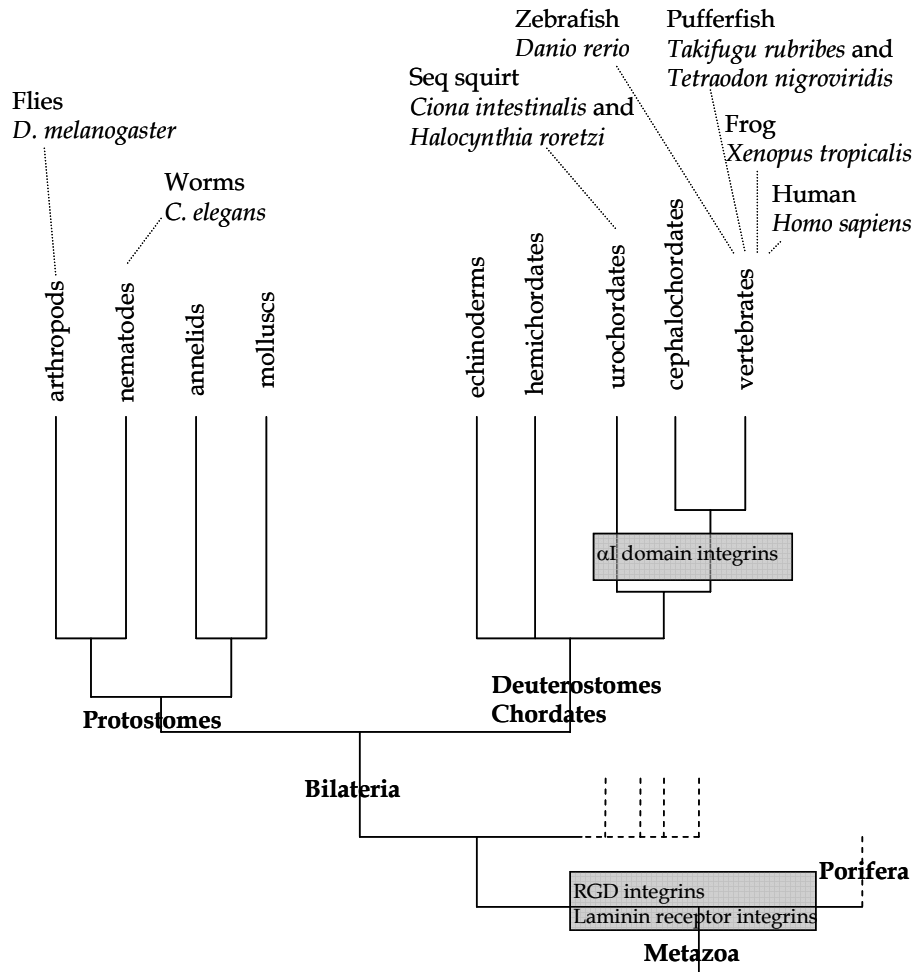 Zebrafish
Danio rerio
Pufferfish
Takifugu rubribes and
Tetraodon nigroviridis
Seq squirt
Ciona intestinalis and
Halocynthia roretzi
Flies
D. melanogaster
Frog
Xenopus tropicalis
Worms
C. elegans
Human
Homo sapiens
arthropods
nematodes
annelids
molluscs
echinoderms
hemichordates
urochordates
cephalochordates
vertebrates
αI domain integrins
Deuterostomes
Chordates
Protostomes
Bilateria
Porifera
RGD integrins
Laminin receptor integrins
Metazoa